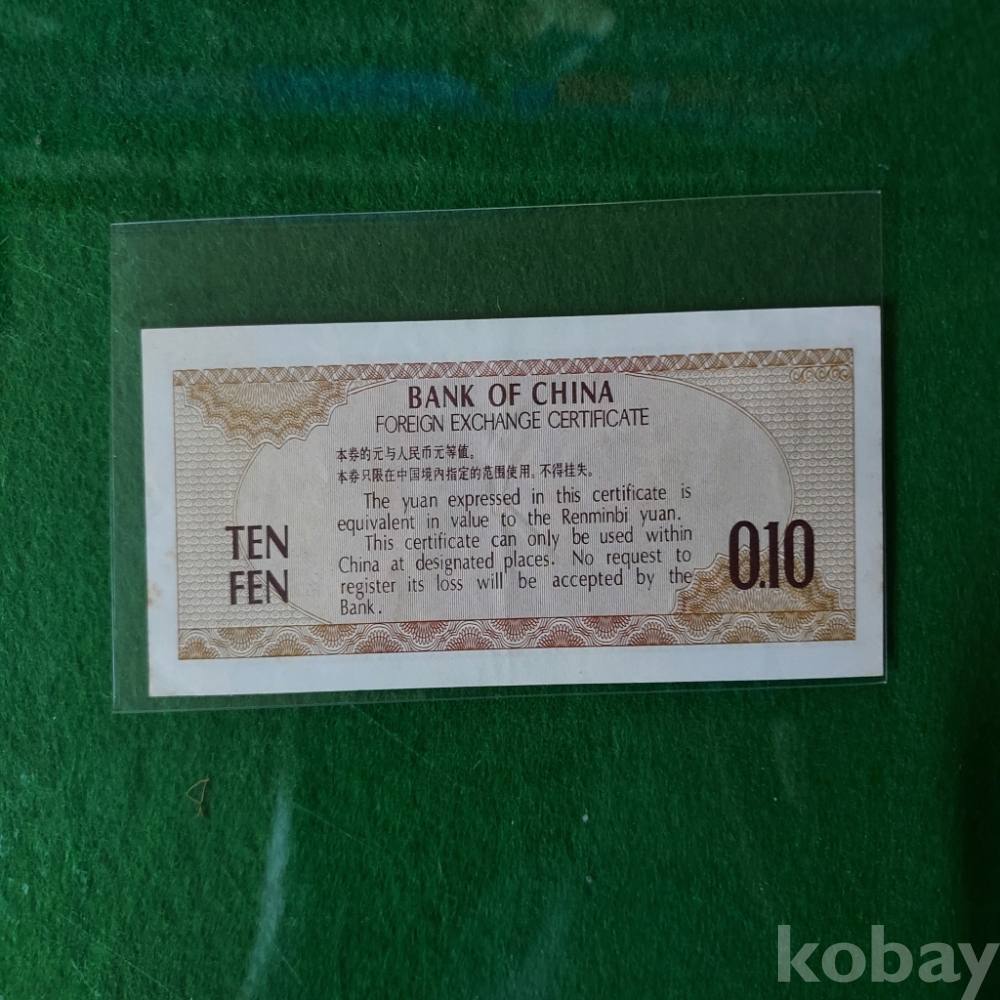 BANK OF CHINA
FOREIGN EXCHANGE CERTIFICATE
本券的元与人民币元等值。
本券只限在中国境内指定的范围使用，不得挂失。
The yuan expressed in this certificate is
equivalent in value to the Renminbi yuan.
This certificate can only be used within
China at designated places. No request to
register its loss will be accepted by the
Bank.
TEN
FEN
0.10
kobay